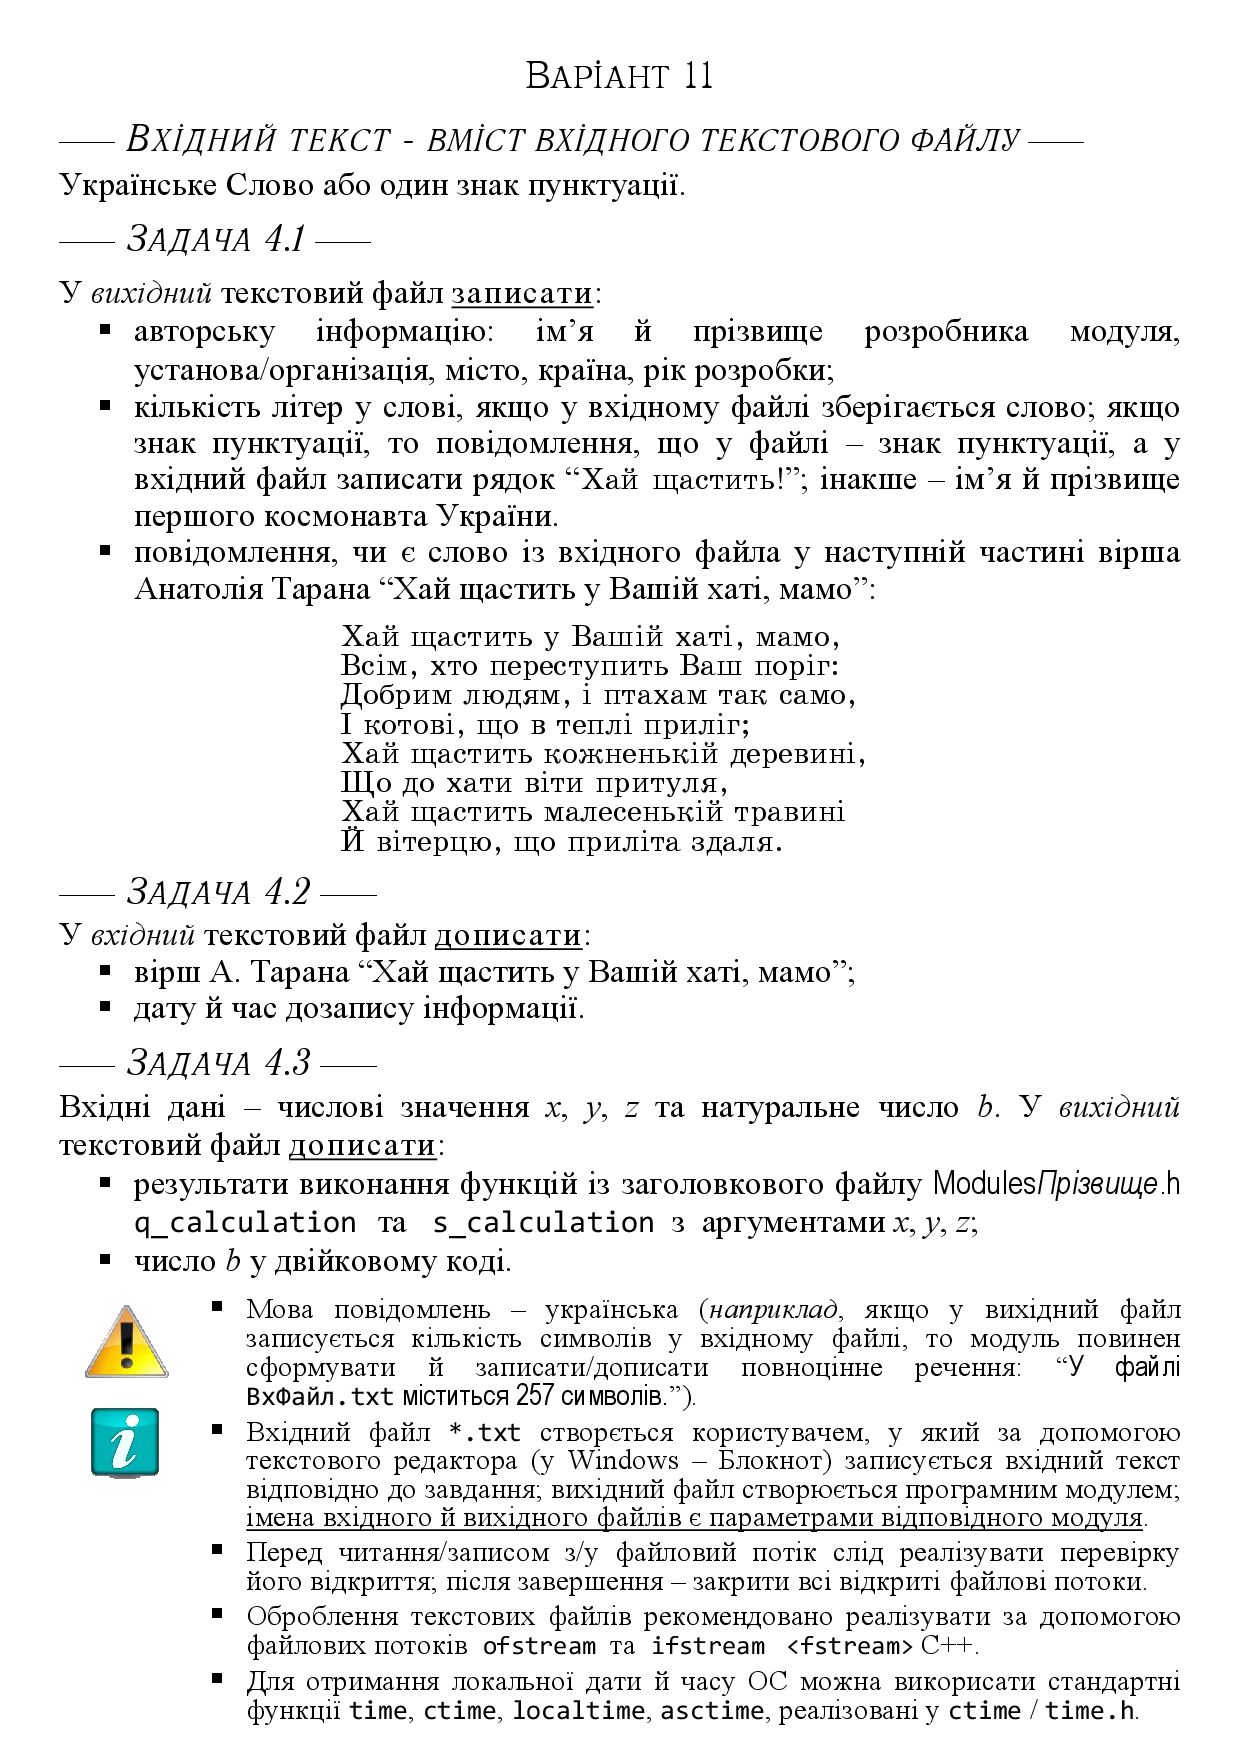 Варіант 11
Вхідний текст - вміст вхідного текстового файлу
Українське Слово або один знак пунктуації.
Задача 4.1
У вихідний текстовий файл записати:
▪ авторську інформацію: ім’я й прізвище розробника модуля,
установа/організація, місто, країна, рік розробки;
▪ кількість літер у слові, якщо у вхідному файлі зберігається слово; якщо
знак пунктуації, то повідомлення, що у файлі – знак пунктуації, а у
вхідний файл записати рядок “Хай щастить!”; інакше – ім’я й прізвище
першого космонавта України.
▪ повідомлення, чи є слово із вхідного файла у наступній частині вірша
Анатолія Тарана “Хай щастить у Вашій хаті, мамо”:
Хай щастить у Вашій хаті, мамо,
Всім, хто переступить Ваш поріг:
Добрим людям, і птахам так само,
І котові, що в теплі приліг;
Хай щастить кожненькій деревині,
Що до хати віти притуля,
Хай щастить малесенькій травині
Й вітерцю, що приліта здаля.
Задача 4.2
У вхідний текстовий файл дописати:
▪ вірш А. Тарана “Хай щастить у Вашій хаті, мамо”;
▪ дату й час дозапису інформації.
Задача 4.3
Вхідні дані – числові значення x, y, z та натуральне число b. У вихідний
текстовий файл дописати:
▪ результати виконання функцій із заголовкового файлу ModulesПрізвище.h
q_calculation та s_calculation з аргументами x, y, z;
▪ число b у двійковому коді.
▪ Мова повідомлень – українська (наприклад, якщо у вихідний файл
записується кількість символів у вхідному файлі, то модуль повинен
сформувати й записати/дописати повноцінне речення: “У файлі
ВхФайл.txt міститься 257 символів.”).
▪ Вхідний файл *.txt створється користувачем, у який за допомогою
текстового редактора (у Windows – Блокнот) записується вхідний текст
відповідно до завдання; вихідний файл створюється програмним модулем;
імена вхідного й вихідного файлів є параметрами відповідного модуля.
▪ Перед читання/записом з/у файловий потік слід реалізувати перевірку
його відкриття; після завершення – закрити всі відкриті файлові потоки.
▪ Оброблення текстових файлів рекомендовано реалізувати за допомогою
файлових потоків ofstream та ifstream <fstream> С++.
▪ Для отримання локальної дати й часу ОС можна використати стандартні
функції time, ctime, localtime, asctime, реалізовані у ctime / time.h.